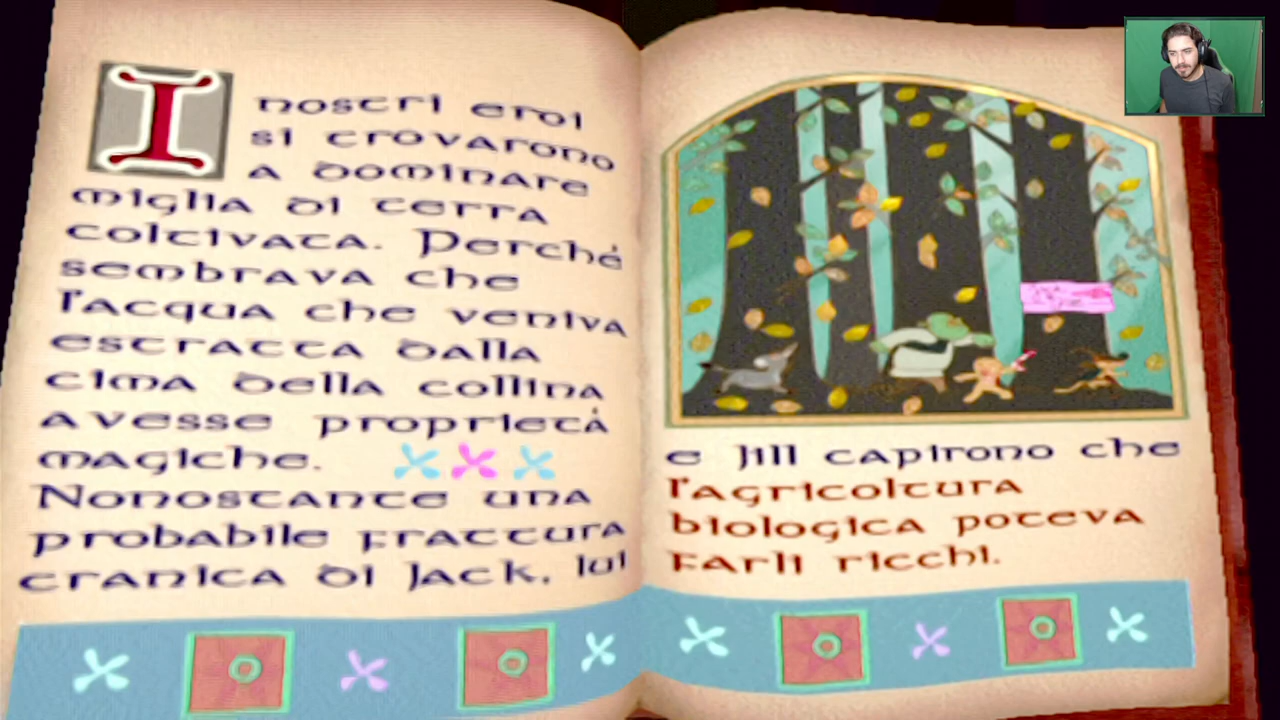 I nostri eroi
si trovarono
a dominare
miglia di terra
coltivata. Perché
sembrava che
l'acqua che veniva
estratta dalla
cima della collina
avesse proprietà
magiche.
Nonostante una
probabile frattura
cranica di Jack, lui
e Jill capirono che
l'agricoltura
biologica poteva
farli ricchi.